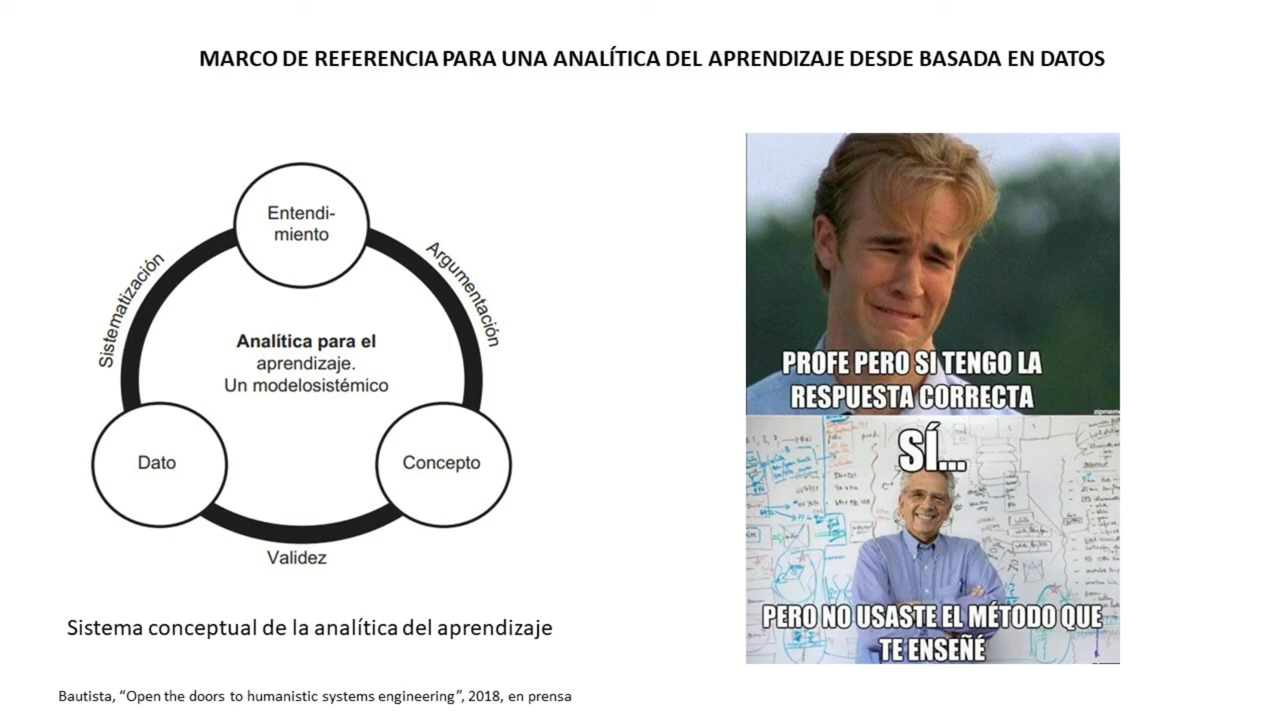 MARCO DE REFERENCIA PARA UNA ANALÍTICA DEL APRENDIZAJE DESDE BASADA EN DATOS
Entendi-
miento
Sistematización
Argumentación
Analítica para el
aprendizaje.
Un modelosistémico
Dato
Concepto
Validez
Sistema conceptual de la analítica del aprendizaje
Bautista, “Open the doors to humanistic systems engineering”, 2018, en prensa
PROFE PERO SI TENGO LA
RESPUESTA CORRECTA
SÍ...
PERO NO USASTE EL MÉTODO QUE
TE ENSEÑÉ